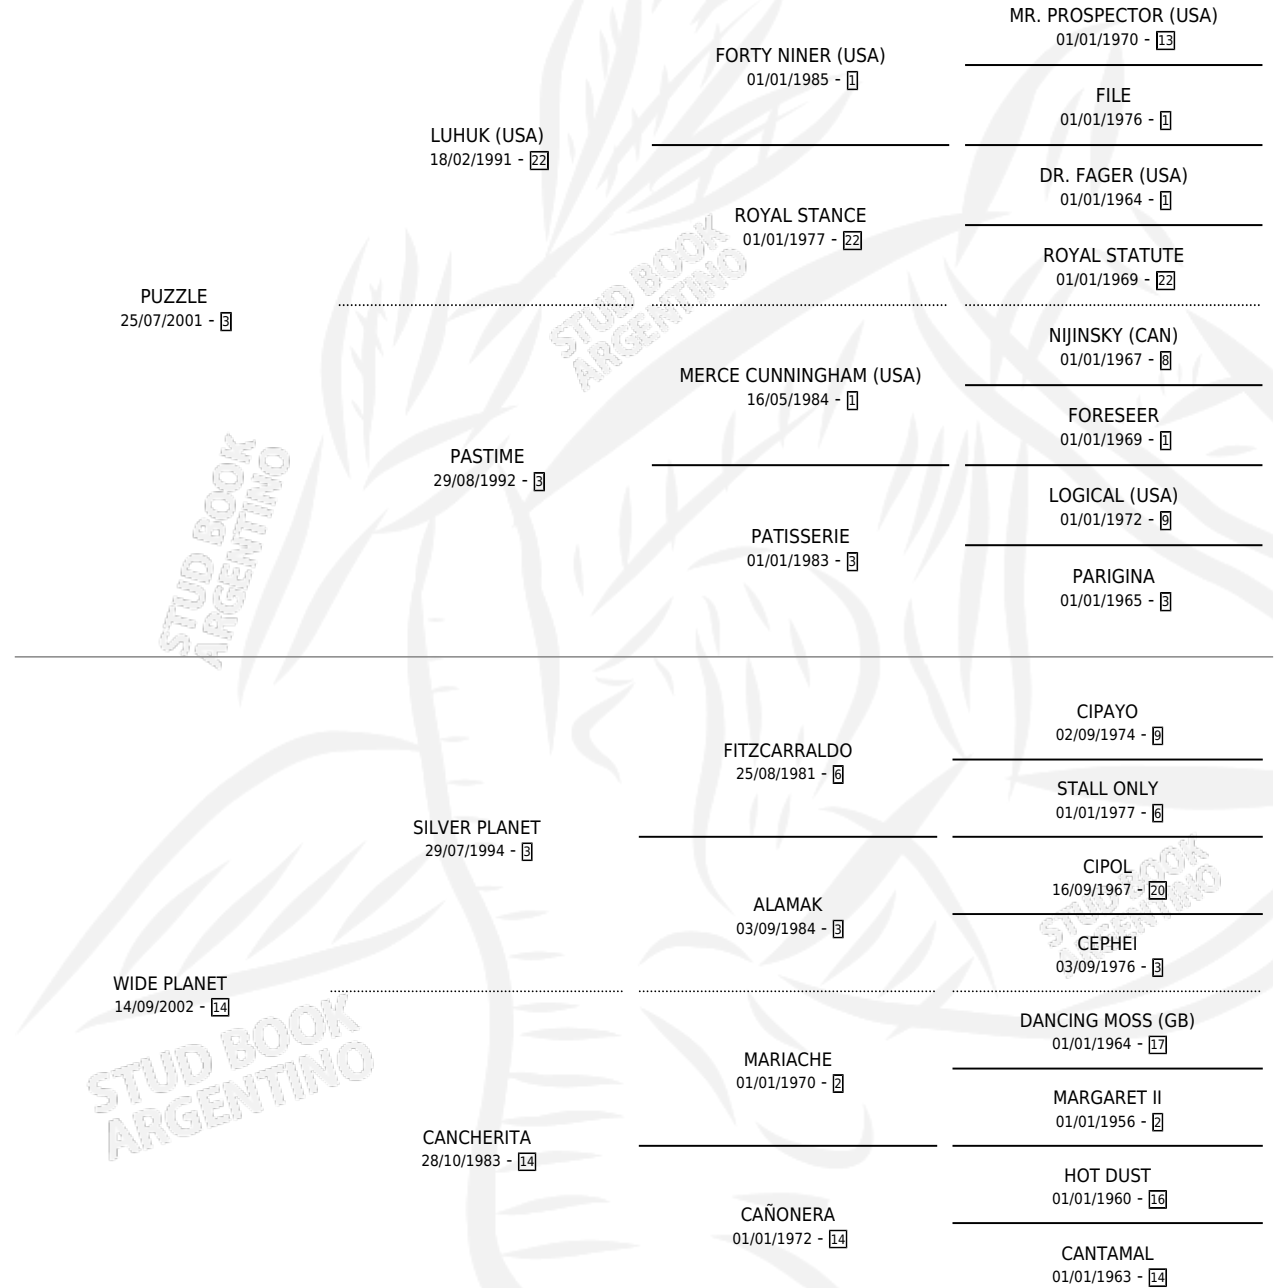 MR. PROSPECTOR (USA)
01/01/1970 - 13
FORTY NINER (USA)
01/01/1985 - 1
FILE
01/01/1976 - 1
LUHUK (USA)
18/02/1991 - 22
DR. FAGER (USA)
01/01/1964 - 1
ROYAL STANCE
01/01/1977 - 22
ROYAL STATUTE
01/01/1969 - 22
PUZZLE
25/07/2001 - 3
STUD BOOK
ARGENTINO
NIJINSKY (CAN)
01/01/1967 - 8
MERCE CUNNINGHAM (USA)
16/05/1984 - 1
FORESEER
01/01/1969 - 1
PASTIME
29/08/1992 - 3
LOGICAL (USA)
01/01/1972 - 9
PATISSERIE
01/01/1983 - 3
PARIGINA
01/01/1965 - 3
STUD BOOK
ARGENTINO
CIPAYO
02/09/1974 - 9
FITZCARRALDO
25/08/1981 - 6
STALL ONLY
01/01/1977 - 6
SILVER PLANET
29/07/1994 - 3
CIPOL
16/09/1967 - 20
ALAMAK
03/09/1984 - 3
CEPHEI
03/09/1976 - 3
STUD BOOK
ARGENTINO
WIDE PLANET
14/09/2002 - 14
DANCING MOSS (GB)
01/01/1964 - 17
MARIACHE
01/01/1970 - 2
MARGARET II
01/01/1956 - 2
STUD BOOK
ARGENTINO
CANCHERITA
28/10/1983 - 14
HOT DUST
01/01/1960 - 16
CAÑONERA
01/01/1972 - 14
CANTAMAL
01/01/1963 - 14